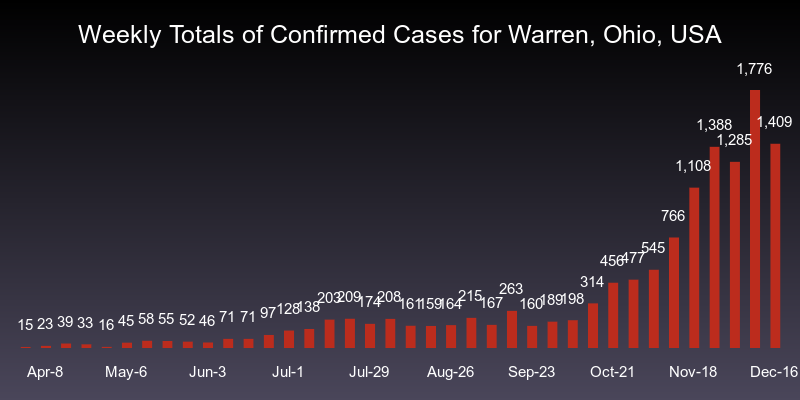 Weekly Totals of Confirmed Cases for Warren, Ohio, USA
15 23 39 33 16 45 58 55 52 46 71 71 97 128 138 203 209 174 208 161 159 164 215 167 263 160 189 198 314 456 477 545 766 1,108 1,388 1,285 1,776 1,409
Apr-8 May-6 Jun-3 Jul-1 Jul-29 Aug-26 Sep-23 Oct-21 Nov-18 Dec-16